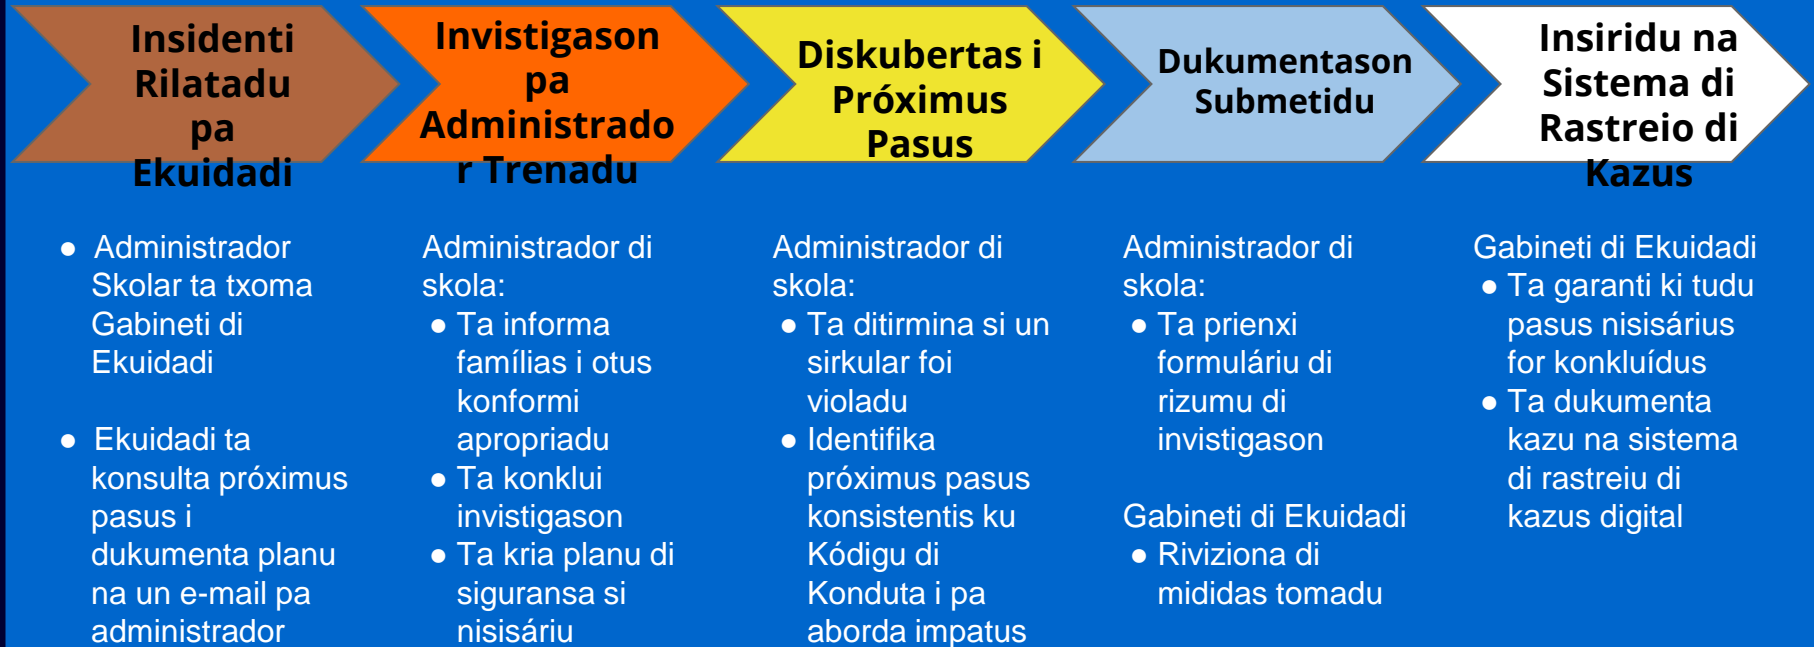 Insidenti
Rilatadu
pa
Ekuidadi
Invistigason
pa
Administrado
r Trenadu
Diskubertas i
Próximus
Pasus
Dukumentason
Submetidu
Insiridu na
Sistema di
Rastreio di
Kazus
● Administrador
Skolar ta txoma
Gabineti di
Ekuidadi
● Ekuidadi ta
konsulta próximus
pasus i
dukumenta planu
na un e-mail pa
administrador
Administrador di
skola:
● Ta informa
famílias i otus
konformi
apropriadu
● Ta konklui
invistigason
● Ta kria planu di
siguransa si
nisisáriu
Administrador di
skola:
● Ta ditirmina si un
sirkular foi
violadu
● Identifika
próximus pasus
konsistentis ku
Kódigu di
Konduta i pa
aborda impatus
Administrador di
skola:
● Ta prienxi
formuláriu di
rizumu di
invistigason
Gabineti di Ekuidadi
● Riviziona di
mididas tomadu
Gabineti di Ekuidadi
● Ta garanti ki tudu
pasus nisisárius
for konkluídus
● Ta dukumenta
kazu na sistema
di rastreiu di
kazus digital